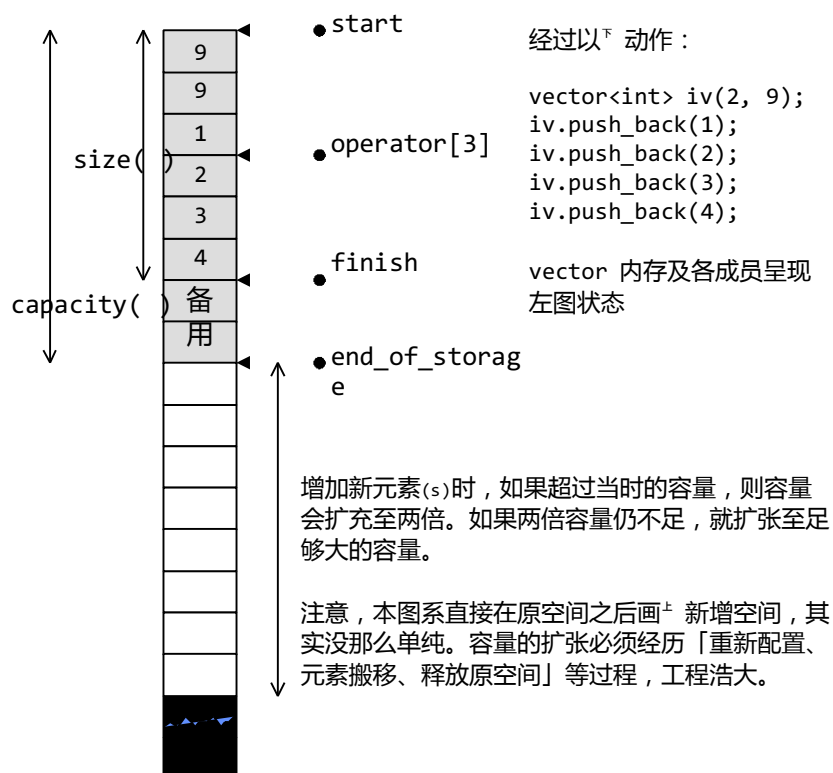 start
operator[3]
finish
end_of_storag
e
size( )
capacity( )
9
9
1
2
3
4
备
用
经过以下 动作：
vector<int> iv(2, 9);
iv.push_back(1);
iv.push_back(2);
iv.push_back(3);
iv.push_back(4);
vector 内存及各成员呈现
左图状态
增加新元素(s)时，如果超过当时的容量，则容量
会扩充至两倍。如果两倍容量仍不足，就扩张至足
够大的容量。
注意，本图系直接在原空间之后画上 新增空间，其
实没那么单纯。容量的扩张必须经历「重新配置、
元素搬移、释放原空间」等过程，工程浩大。